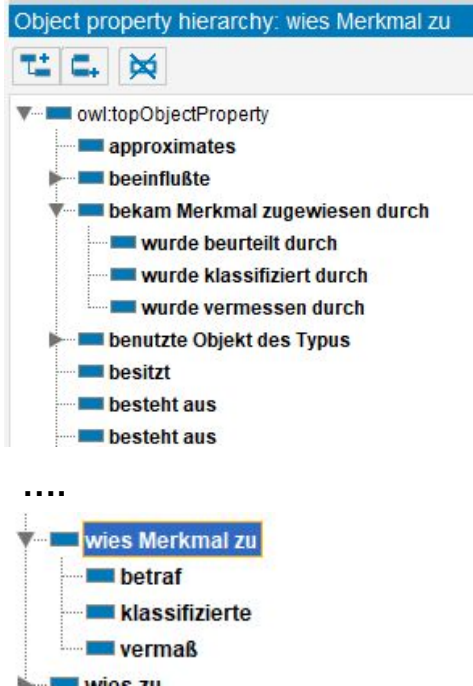 Object property hierarchy: wies Merkmal zu
owl:topObjectProperty
approximates
beeinflußte
bekam Merkmal zugewiesen durch
wurde beurteilt durch
wurde klassifiziert durch
wurde vermessen durch
benutzte Objekt des Typus
besitzt
besteht aus
besteht aus
....
wies Merkmal zu
betraf
klassifizierte
vermaß
wies zu